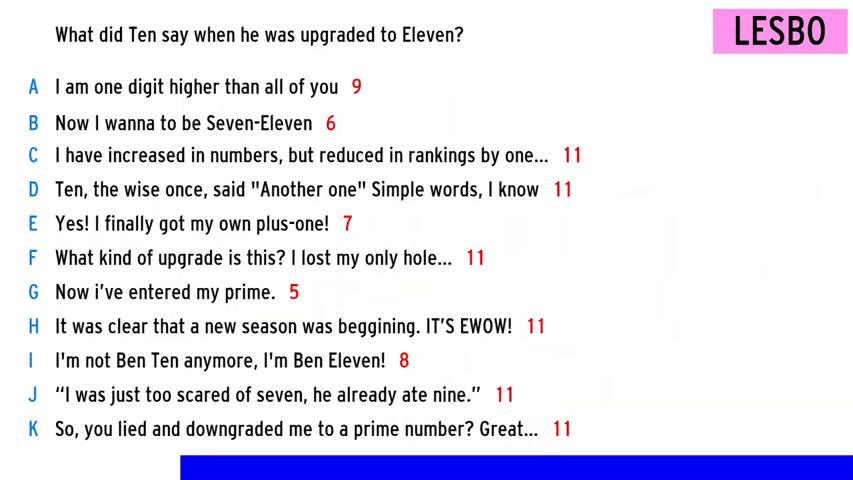 What did Ten say when he was upgraded to Eleven?
LESBO
A I am one digit higher than all of you 9
B Now I wanna to be Seven-Eleven 6
C I have increased in numbers, but reduced in rankings by one... 11
D Ten, the wise once, said "Another one" Simple words, I know 11
E Yes! I finally got my own plus-one! 7
F What kind of upgrade is this? I lost my only hole... 11
G Now i've entered my prime. 5
H It was clear that a new season was beggining. IT'S EWOW! 11
I I'm not Ben Ten anymore, I'm Ben Eleven! 8
J “I was just too scared of seven, he already ate nine.” 11
K So, you lied and downgraded me to a prime number? Great... 11